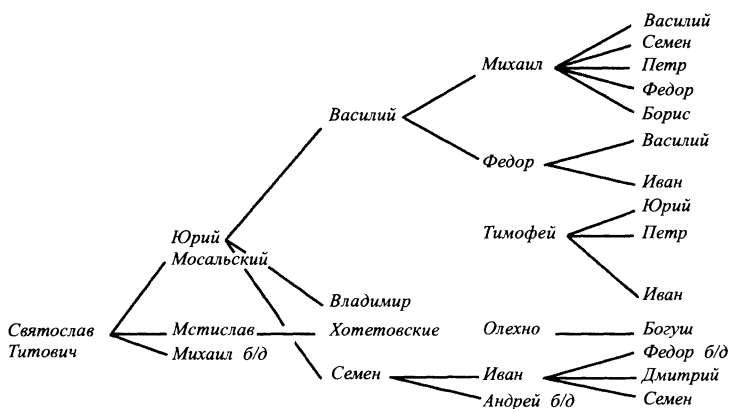 Василий
Семен
Михаил
Петр
Федор
Василий
Борис
Василий
Федор
Иван
Юрий
Юрий
Тимофей
Петр
Мосальский
Иван
Владимир
Святослав
Титович
Мстислав
Хотетовские
Олехно
Богуш
Михаил б/д
Федор б/д
Семен
Иван
Дмитрий
Андрей б/д
Семен